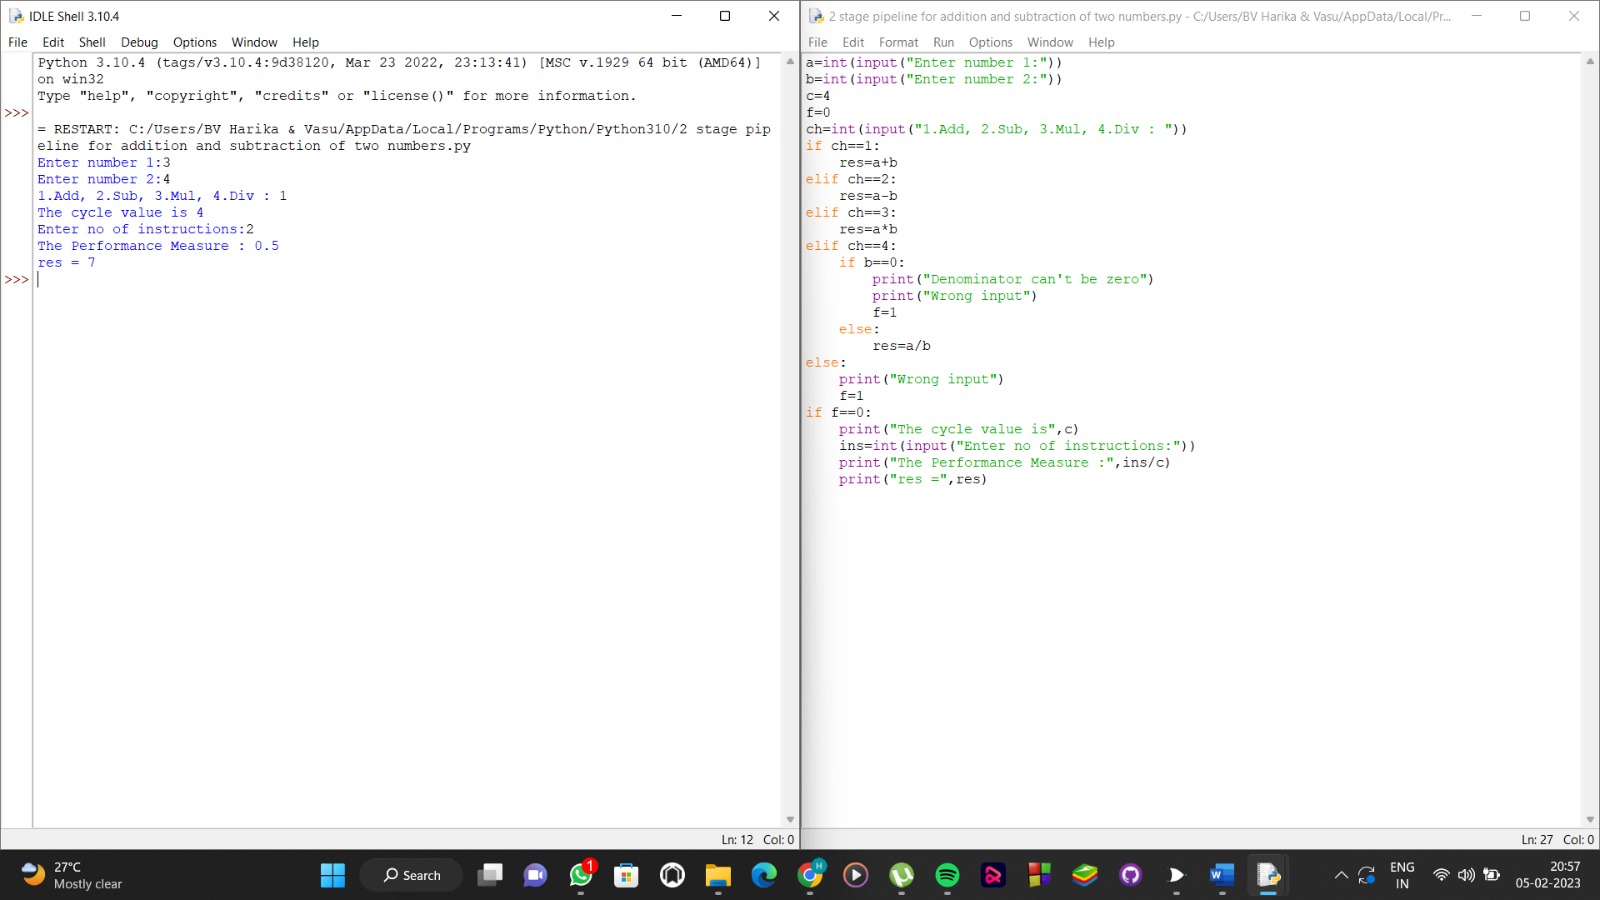 IDLE Shell 3.10.4
File Edit Shell Debug Options Window Help
Python 3.10.4 (tags/v3.10.4:9d38120, Mar 23 2022, 23:13:41) [MSC v.1929 64 bit (AMD64)]
on win32
Type "help", "copyright", "credits" or "license()" for more information.
>>>
= RESTART: C:/Users/BV Harika & Vasu/AppData/Local/Programs/Python/Python310/2 stage pip
eline for addition and subtraction of two numbers.py
Enter number 1:3
Enter number 2:4
1.Add, 2.Sub, 3.Mul, 4.Div : 1
The cycle value is 4
Enter no of instructions:2
The Performance Measure : 0.5
res = 7
>>>
Ln: 12 Col: 0
2 stage pipeline for addition and subtraction of two numbers.py - C:/Users/BV Harika & Vasu/AppData/Local/Pr...
File Edit Format Run Options Window Help
a=int(input("Enter number 1:"))
b=int(input("Enter number 2:"))
c=4
f=0
ch=int(input("1.Add, 2.Sub, 3.Mul, 4.Div : "))
if ch==1:
    res=a+b
elif ch==2:
    res=a-b
elif ch==3:
    res=a*b
elif ch==4:
    if b==0:
        print("Denominator can't be zero")
        print("Wrong input")
        f=1
    else:
        res=a/b
else:
    print("Wrong input")
    f=1
if f==0:
    print("The cycle value is",c)
    ins=int(input("Enter no of instructions:"))
    print("The Performance Measure :",ins/c)
    print("res =",res)
Ln: 27 Col: 0
27°C
Mostly clear
Search
1
H
W
ENG
IN
20:57
05-02-2023